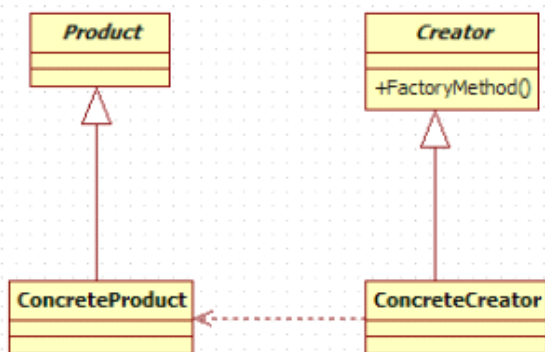 Product
Creator
+FactoryMethod()
ConcreteProduct
ConcreteCreator